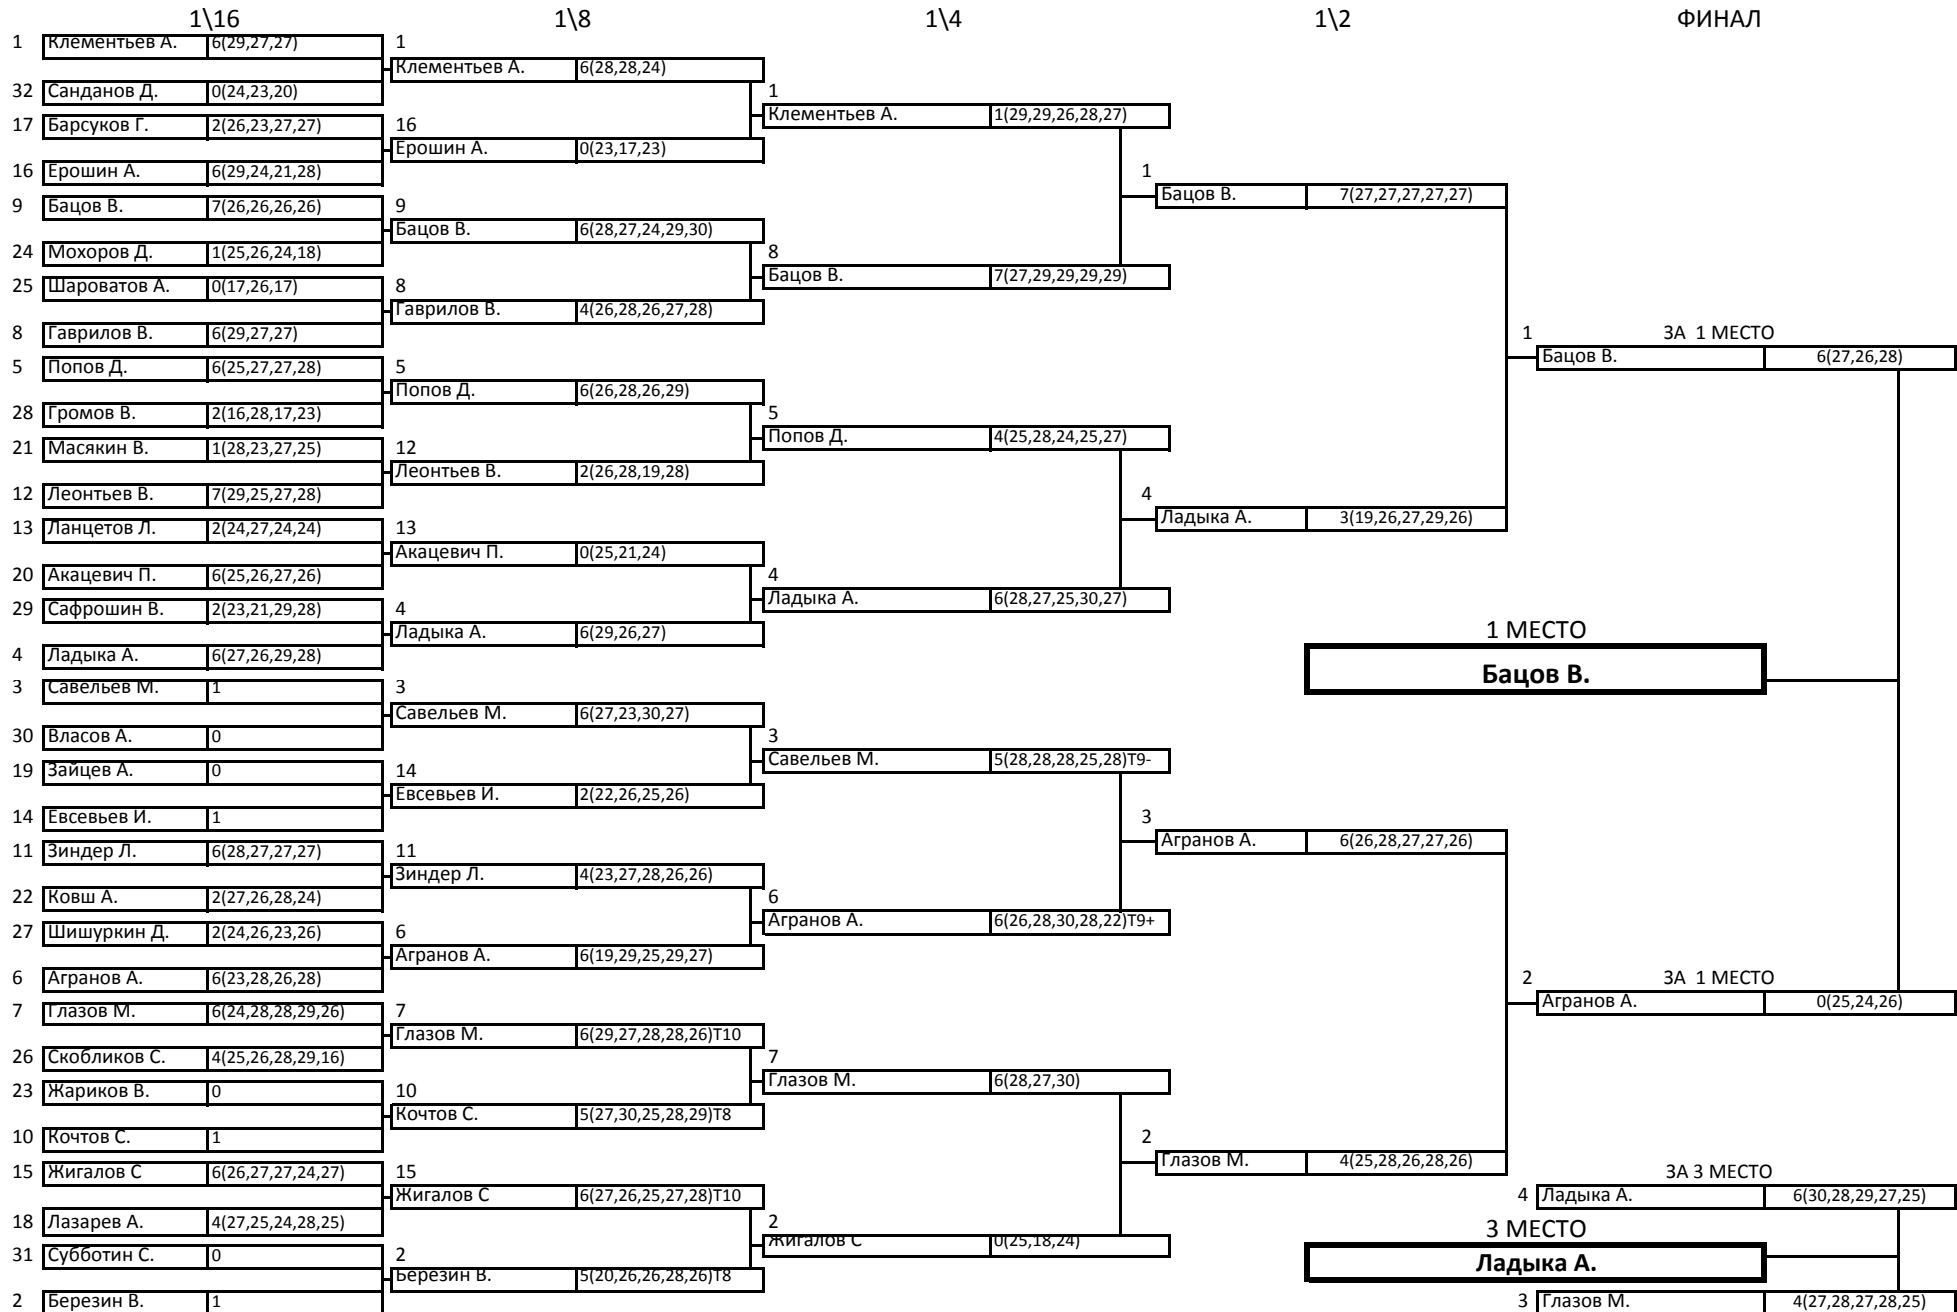 1\16 1\8 1\4 1\2 ФИНАЛ
1 Клементьев А. 6(29,27,27) 1
Клементьев А. 6(28,28,24)
32 Санданов Д. 0(24,23,20) 1
Клементьев А. 1(29,29,26,28,27)
17 Барсуков Г. 2(26,23,27,27) 16
Ерошин А. 0(23,17,23)
16 Ерошин А. 6(29,24,21,28) 1
Бацов В. 7(27,27,27,27,27)
9 Бацов В. 7(26,26,26,26) 9
Бацов В. 6(28,27,24,29,30)
24 Мохоров Д. 1(25,26,24,18) 8
Бацов В. 7(27,29,29,29,29)
25 Шароватов А. 0(17,26,17) 8
Гаврилов В. 4(26,28,26,27,28)
8 Гаврилов В. 6(29,27,27) 1 ЗА 1 МЕСТО
Бацов В. 6(27,26,28)
5 Попов Д. 6(25,27,27,28) 5
Попов Д. 6(26,28,26,29)
28 Громов В. 2(16,28,17,23) 5
Попов Д. 4(25,28,24,25,27)
21 Масякин В. 1(28,23,27,25) 12
Леонтьев В. 2(26,28,19,28)
12 Леонтьев В. 7(29,25,27,28) 4
Ладыка А. 3(19,26,27,29,26)
13 Ланцетов Л. 2(24,27,24,24) 13
Акацевич П. 0(25,21,24)
20 Акацевич П. 6(25,26,27,26) 4
Ладыка А. 6(28,27,25,30,27)
29 Сафрошин В. 2(23,21,29,28) 4
Ладыка А. 6(29,26,27) 1 МЕСТО
4 Ладыка А. 6(27,26,29,28)
Бацов В.
3 Савельев М. 1 3
Савельев М. 6(27,23,30,27)
30 Власов А. 0 3
Савельев М. 5(28,28,28,25,28)Т9-
19 Зайцев А. 0 14
Евсевьев И. 2(22,26,25,26)
14 Евсевьев И. 1 3
Агранов А. 6(26,28,27,27,26)
11 Зиндер Л. 6(28,27,27,27) 11
Зиндер Л. 4(23,27,28,26,26)
22 Ковш А. 2(27,26,28,24) 6
Агранов А. 6(26,28,30,28,22)Т9+
27 Шишуркин Д. 2(24,26,23,26) 6
Агранов А. 6(19,29,25,29,27)
6 Агранов А. 6(23,28,26,28) 2 ЗА 1 МЕСТО
Агранов А. 0(25,24,26)
7 Глазов М. 6(24,28,28,29,26) 7
Глазов М. 6(29,27,28,28,26)Т10
26 Скобликов С. 4(25,26,28,29,16) 7
Глазов М. 6(28,27,30)
23 Жариков В. 0 10
Кочтов С. 5(27,30,25,28,29)Т8
10 Кочтов С. 1 2
Глазов М. 4(25,28,26,28,26)
15 Жигалов С 6(26,27,27,24,27) 15 ЗА 3 МЕСТО
Жигалов С 6(27,26,25,27,28)Т10 4 Ладыка А. 6(30,28,29,27,25)
18 Лазарев А. 4(27,25,24,28,25) 2 3 МЕСТО
Жигалов С 0(25,18,24)
31 Субботин С. 0 2 Ладыка А.
Березин В. 5(20,26,26,28,26)Т8
2 Березин В. 1 3 Глазов М. 4(27,28,27,28,25)